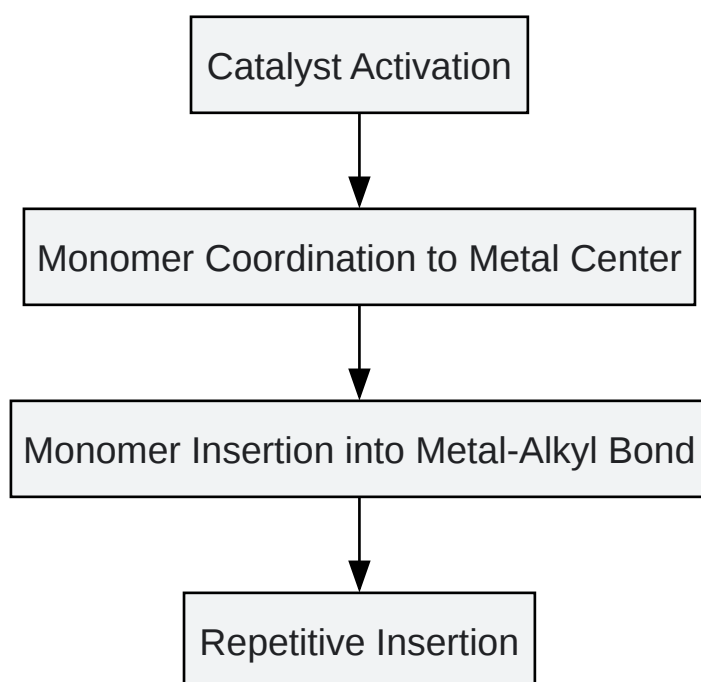 Catalyst Activation
Monomer Coordination to Metal Center
Monomer Insertion into Metal-Alkyl Bond
Repetitive Insertion